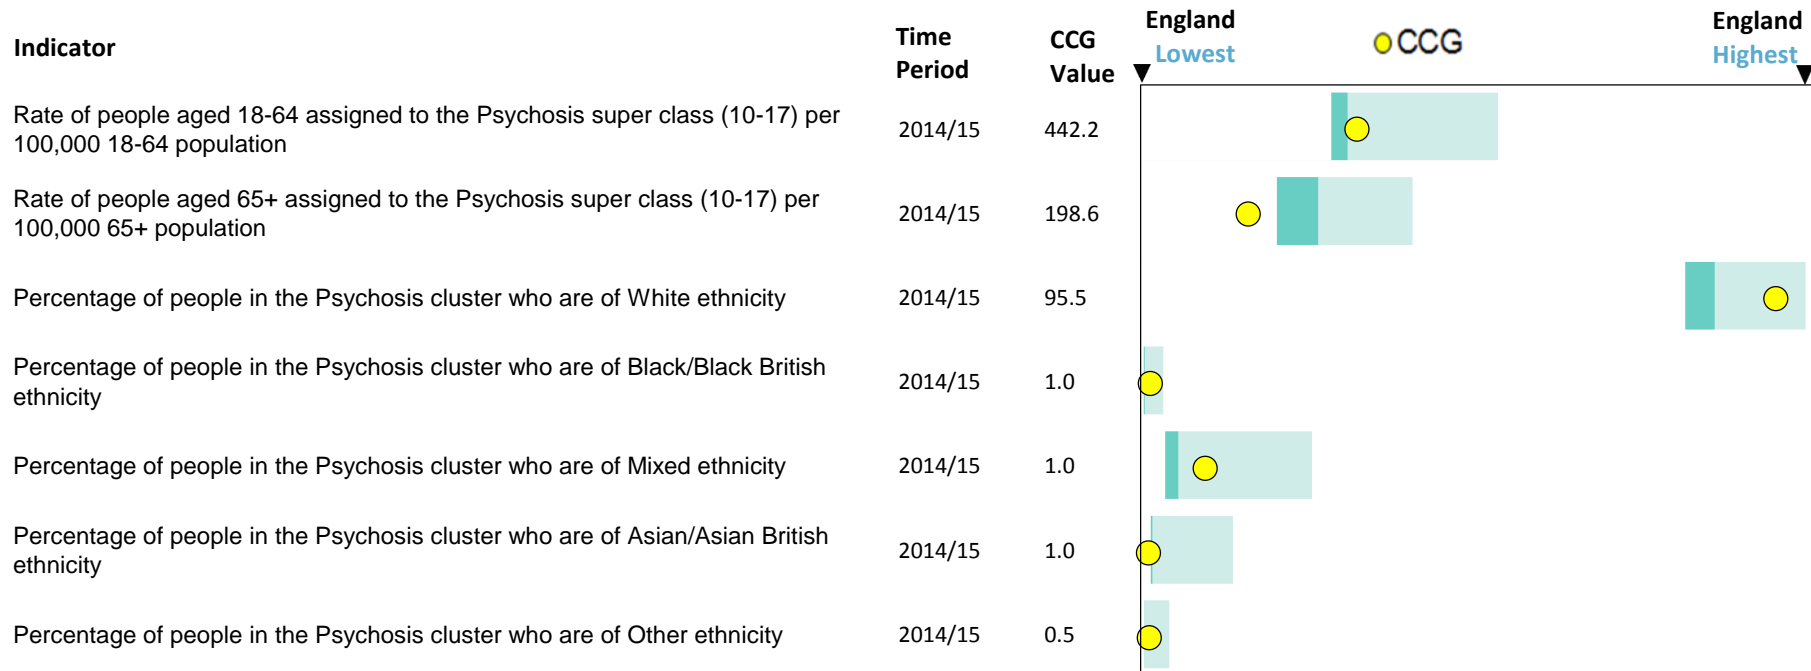 Indicator
Time Period
CCG Value
England Lowest
CCG
England Highest
Rate of people aged 18-64 assigned to the Psychosis super class (10-17) per
100,000 18-64 population
2014/15
442.2
Rate of people aged 65+ assigned to the Psychosis super class (10-17) per
100,000 65+ population
2014/15
198.6
Percentage of people in the Psychosis cluster who are of White ethnicity
2014/15
95.5
Percentage of people in the Psychosis cluster who are of Black/Black British
ethnicity
2014/15
1.0
Percentage of people in the Psychosis cluster who are of Mixed ethnicity
2014/15
1.0
Percentage of people in the Psychosis cluster who are of Asian/Asian British
ethnicity
2014/15
1.0
Percentage of people in the Psychosis cluster who are of Other ethnicity
2014/15
0.5